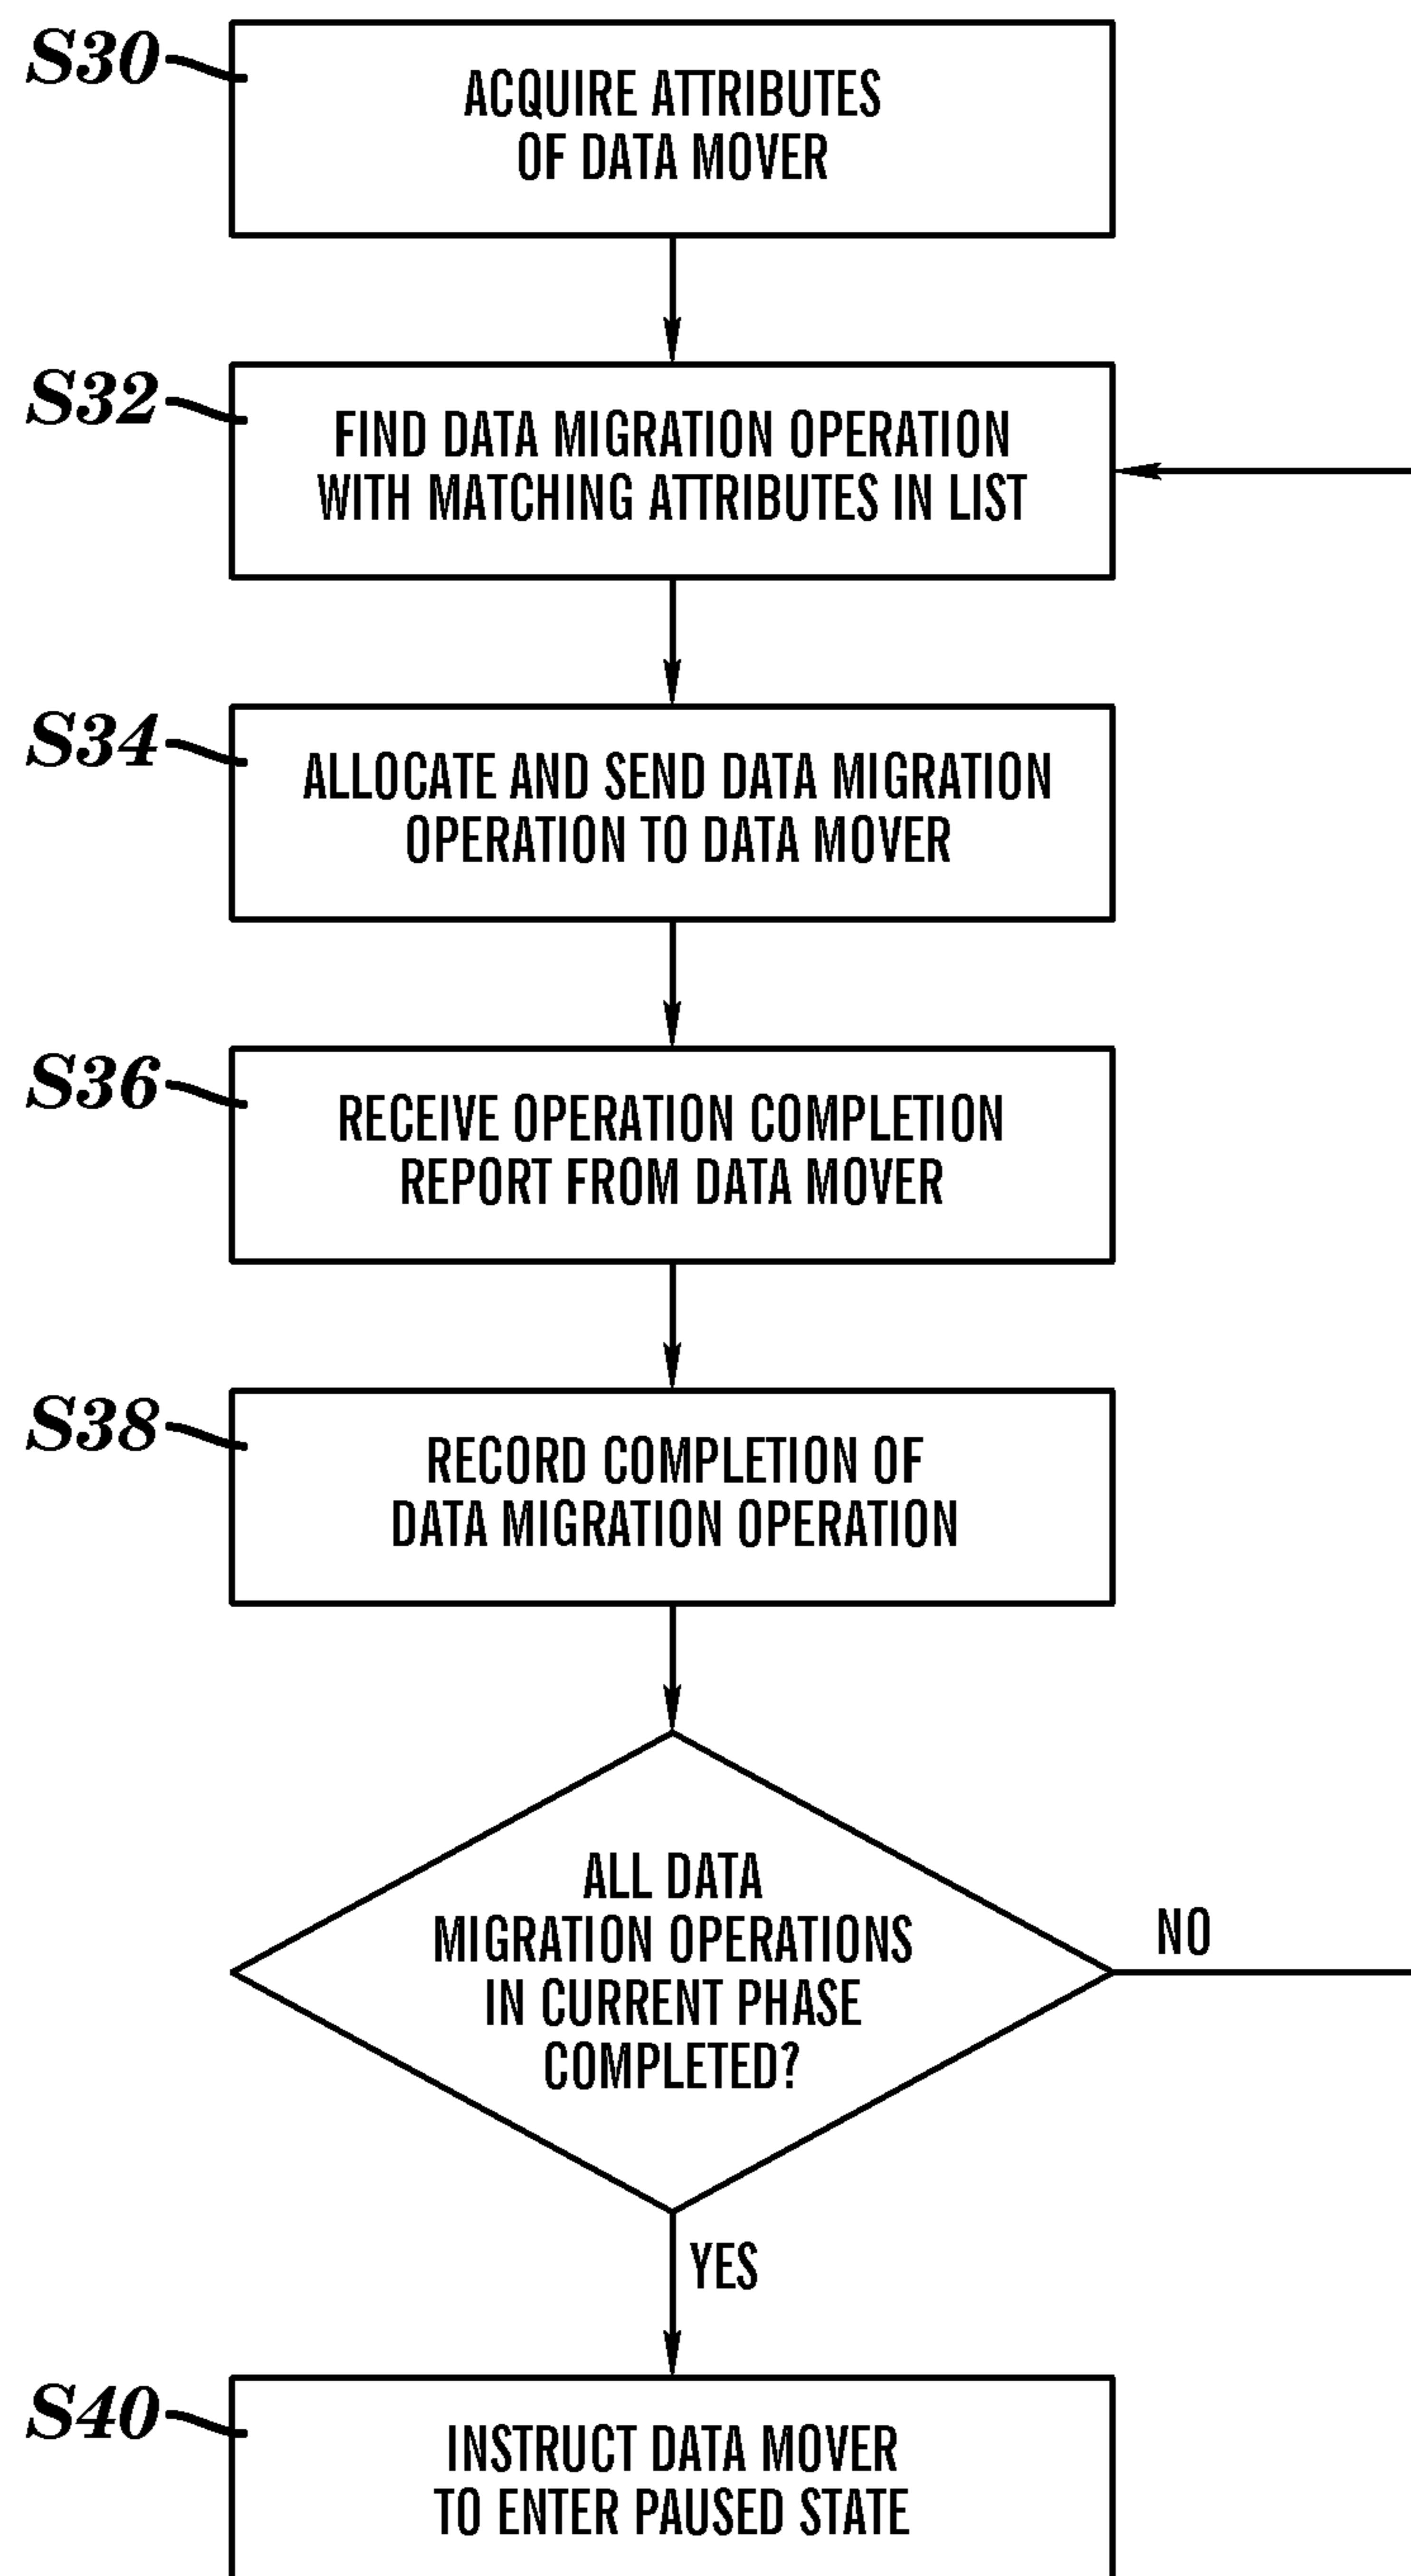 S30
ACQUIRE ATTRIBUTES
OF DATA MOVER
S32
FIND DATA MIGRATION OPERATION
WITH MATCHING ATTRIBUTES IN LIST
S34
ALLOCATE AND SEND DATA MIGRATION
OPERATION TO DATA MOVER
S36
RECEIVE OPERATION COMPLETION
REPORT FROM DATA MOVER
S38
RECORD COMPLETION OF
DATA MIGRATION OPERATION
ALL DATA
MIGRATION OPERATIONS
IN CURRENT PHASE
COMPLETED?
NO
YES
S40
INSTRUCT DATA MOVER
TO ENTER PAUSED STATE